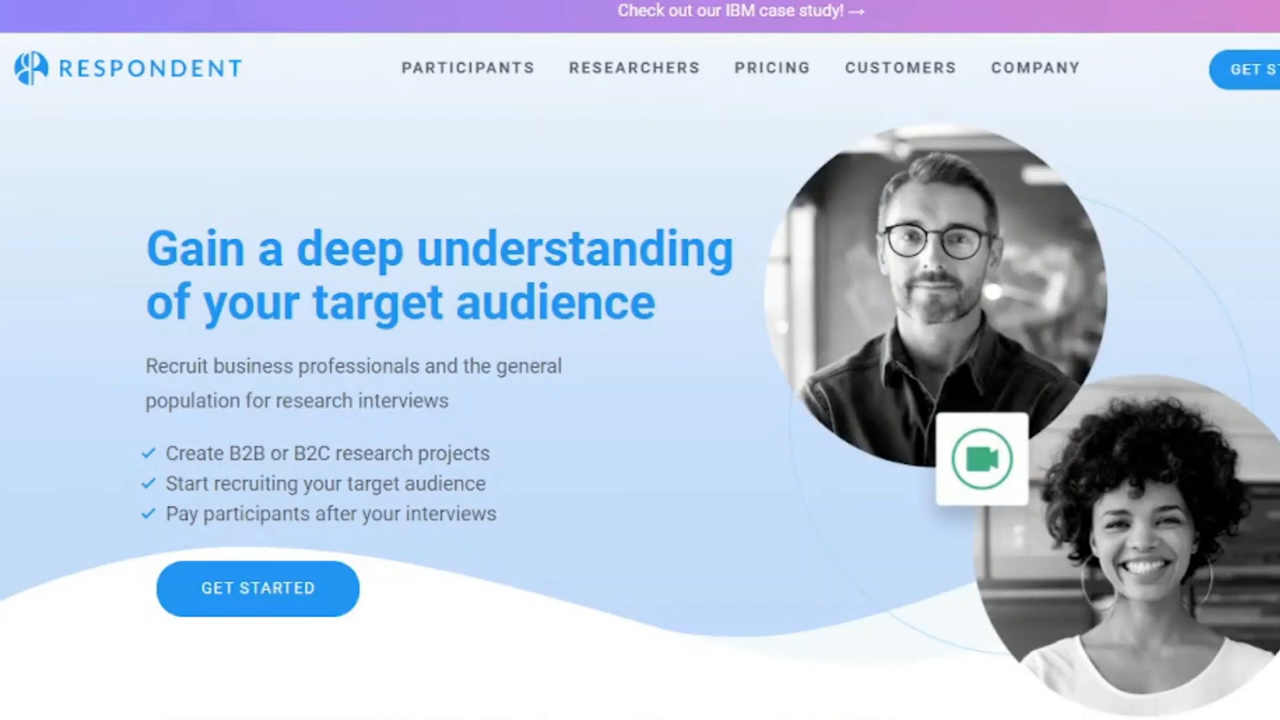 Check out our IBM case study! →
RESPONDENT
PARTICIPANTS RESEARCHERS PRICING CUSTOMERS COMPANY
Gain a deep understanding
of your target audience
Recruit business professionals and the general
population for research interviews
Create B2B or B2C research projects
Start recruiting your target audience
Pay participants after your interviews
GET STARTED